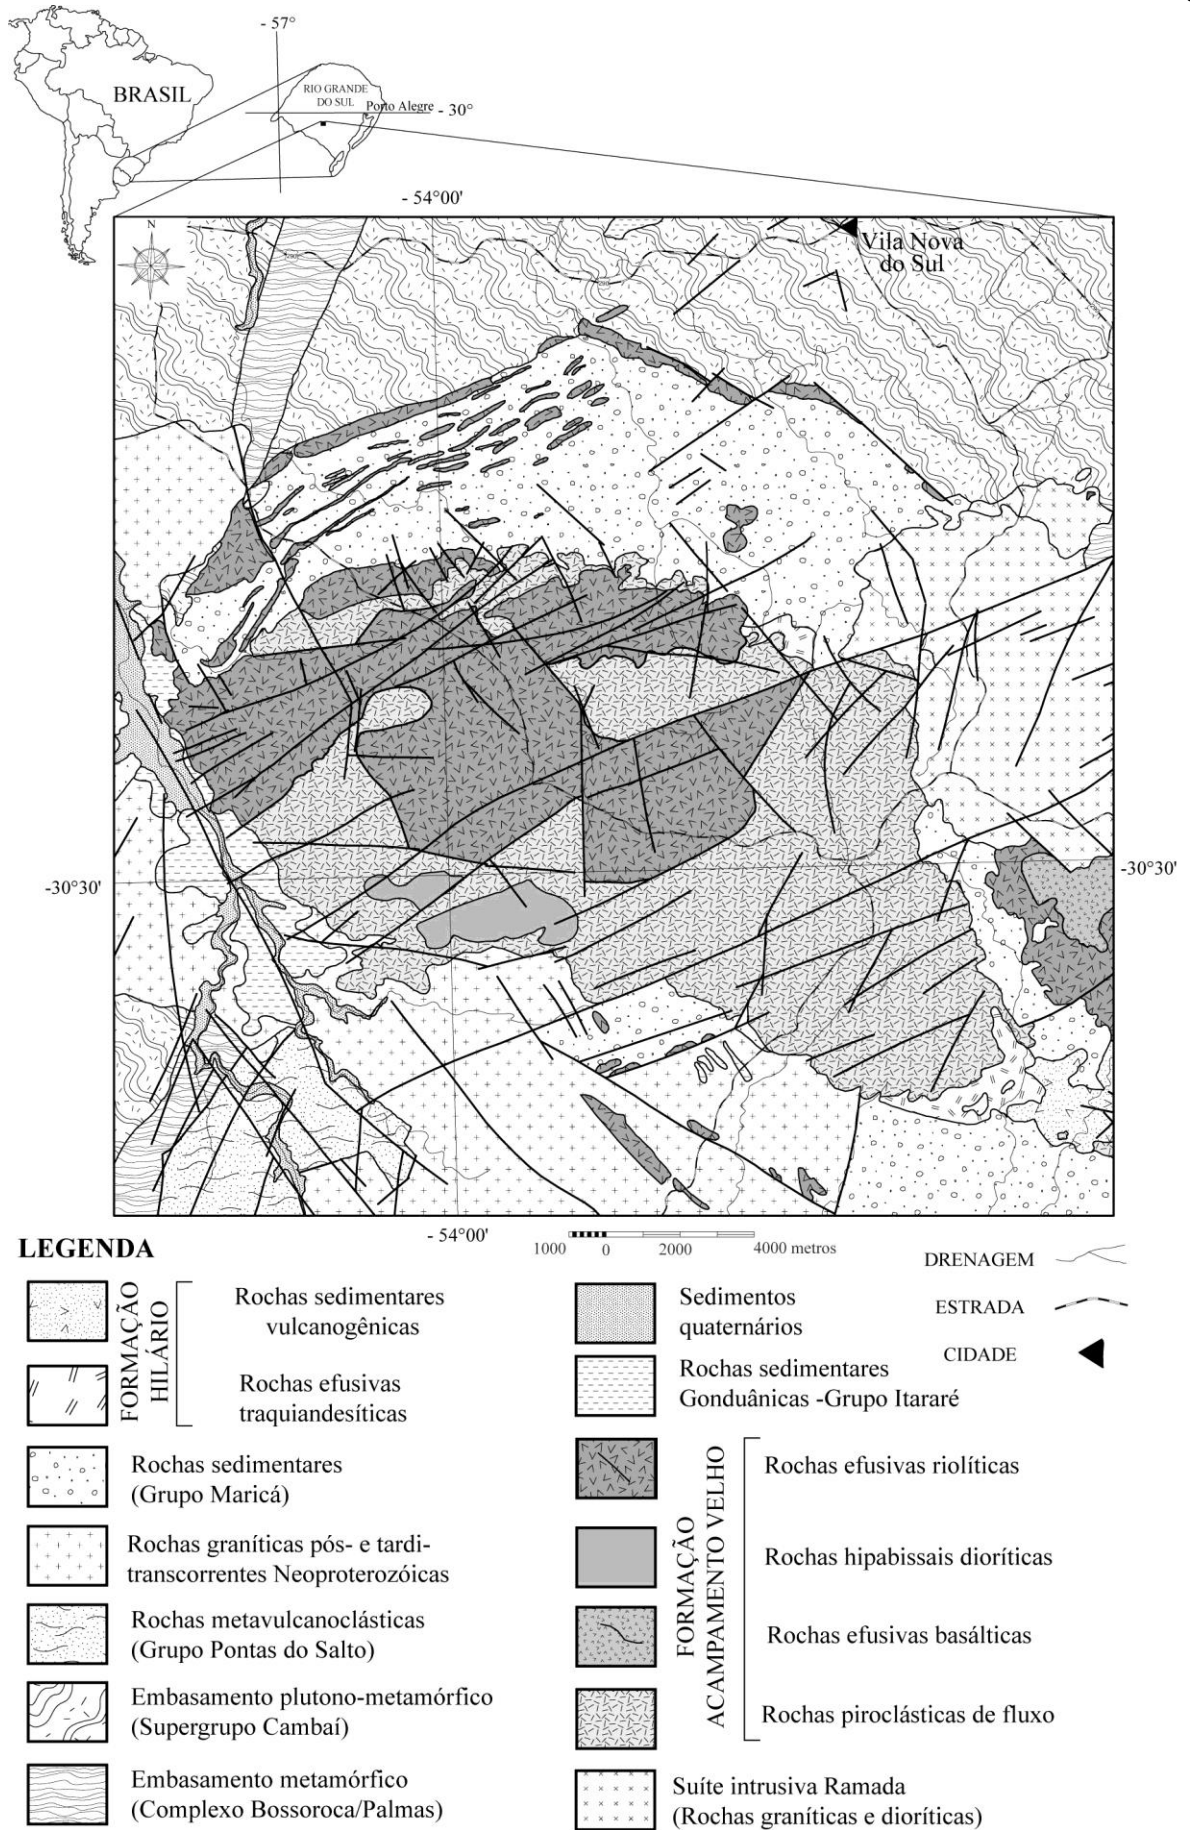 - 57°
BRASIL
RIO GRANDE
DO SUL
Porto Alegre
- 30°
- 54°00'
N
Vila Nova
do Sul
-30°30'
-30°30'
- 54°00'
1000 0 2000 4000 metros
LEGENDA
FORMAÇÃO
HILÁRIO
Rochas sedimentares
vulcanogênicas
Rochas efusivas
traquiandesíticas
Rochas sedimentares
(Grupo Maricá)
Rochas graníticas pós- e tardi-
transcorrentes Neoproterozóicas
Rochas metavulcanoclásticas
(Grupo Pontas do Salto)
Embasamento plutono-metamórfico
(Supergrupo Cambaí)
Embasamento metamórfico
(Complexo Bossoroca/Palmas)
Sedimentos
quaternários
Rochas sedimentares
Gonduânicas -Grupo Itararé
FORMAÇÃO
ACAMPAMENTO VELHO
Rochas efusivas riolíticas
Rochas hipabissais dioríticas
Rochas efusivas basálticas
Rochas piroclásticas de fluxo
Suíte intrusiva Ramada
(Rochas graníticas e dioríticas)
DRENAGEM
ESTRADA
CIDADE